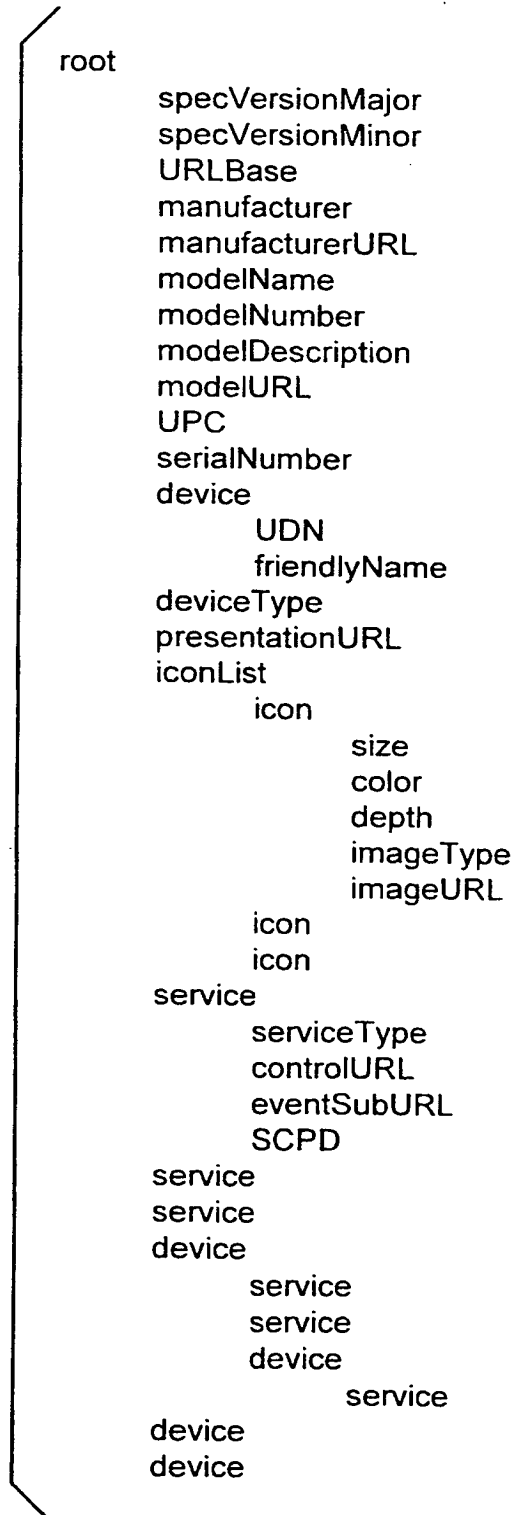 root
specVersionMajor
specVersionMinor
URLBase
manufacturer
manufacturerURL
modelName
modelNumber
modelDescription
modelURL
UPC
serialNumber
device
UDN
friendlyName
deviceType
presentationURL
iconList
icon
size
color
depth
imageType
imageURL
icon
icon
service
serviceType
controlURL
eventSubURL
SCPD
service
service
device
service
service
device
service
device
device